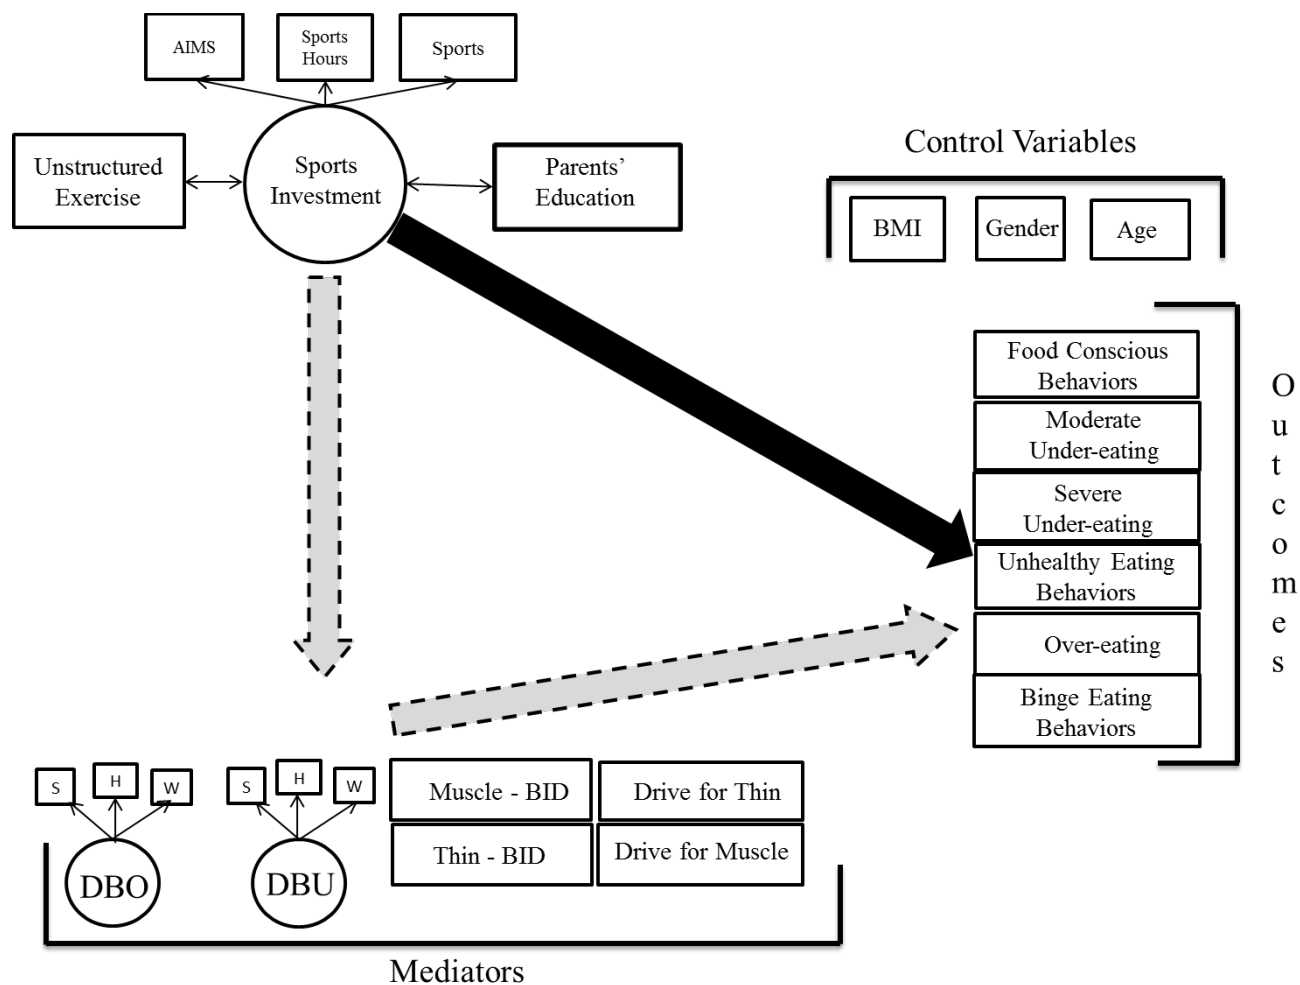 AIMS
Sports
Hours
Sports
Unstructured
Exercise
Sports
Investment
Parents’
Education
Control Variables
BMI
Gender
Age
Food Conscious
Behaviors
Moderate
Under-eating
Severe
Under-eating
Unhealthy Eating
Behaviors
Over-eating
Binge Eating
Behaviors
Outcomes
S
H
W
DBO
S
H
W
DBU
Muscle - BID
Drive for Thin
Thin - BID
Drive for Muscle
Mediators